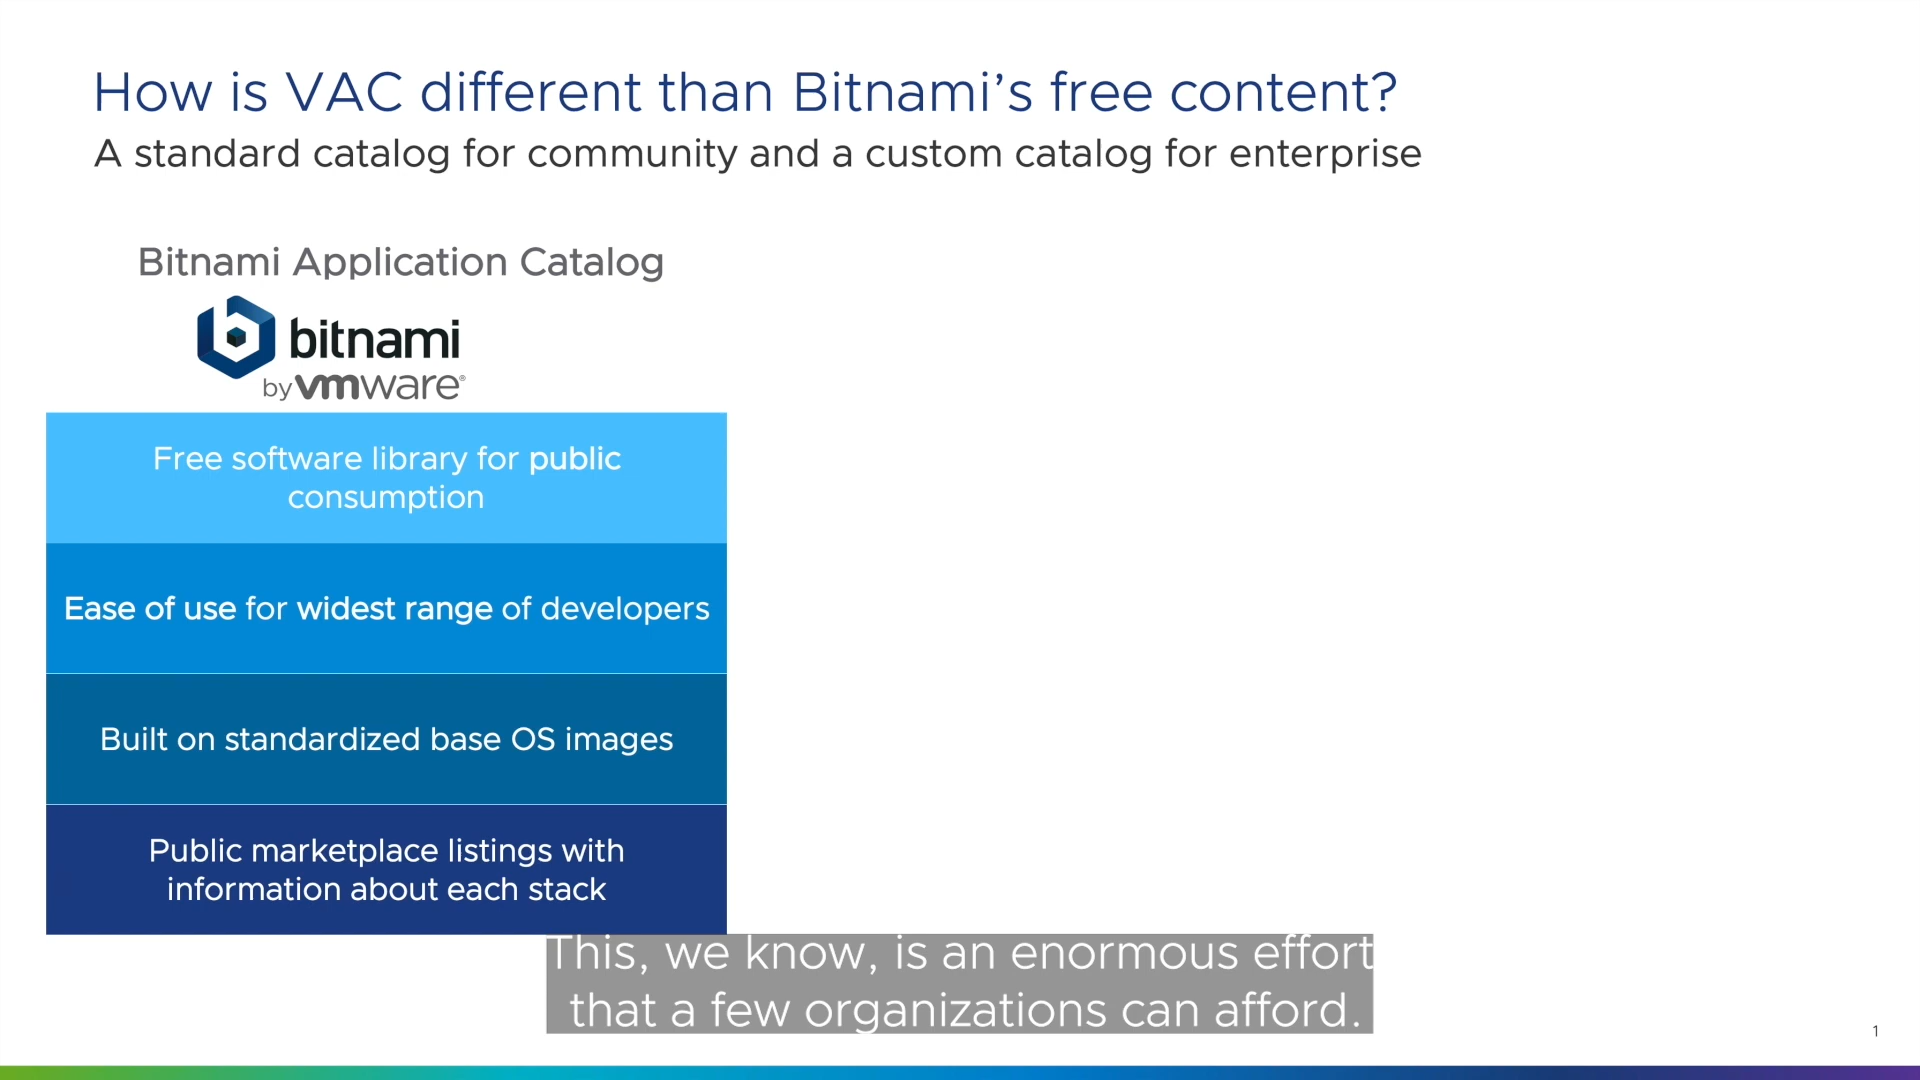 How is VAC different than Bitnami’s free content?
A standard catalog for community and a custom catalog for enterprise
Bitnami Application Catalog
bitnami
by vmware®
Free software library for public
consumption
Ease of use for widest range of developers
Built on standardized base OS images
Public marketplace listings with
information about each stack
This, we know, is an enormous effort
that a few organizations can afford.
1